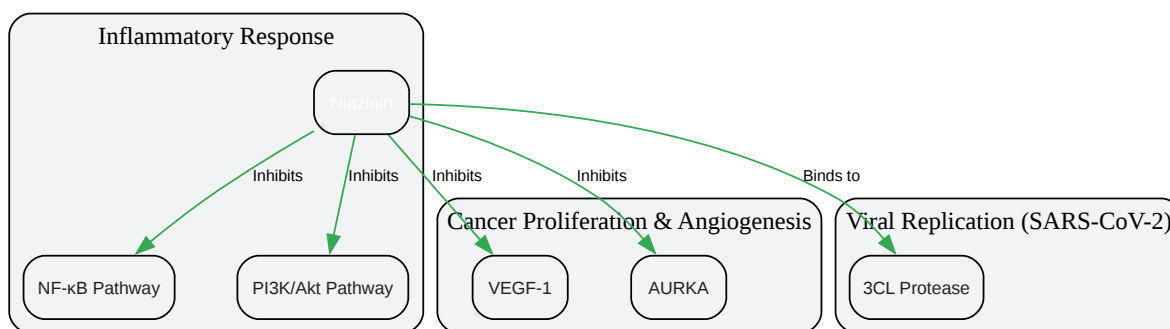 Inflammatory Response
Niazinin
Inhibits
Inhibits
Inhibits
Inhibits
Binds to
Cancer Proliferation & Angiogenesis
Viral Replication (SARS-CoV-2)
NF-κB Pathway
PI3K/Akt Pathway
VEGF-1
AURKA
3CL Protease